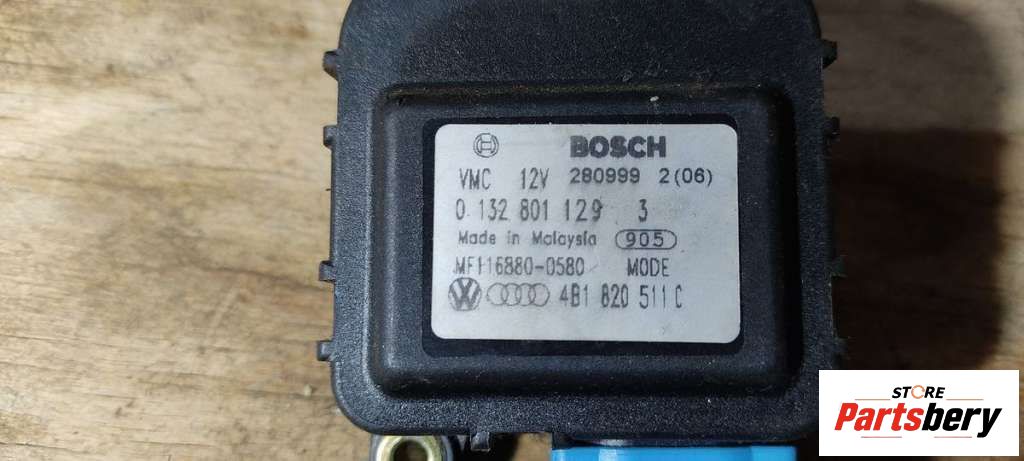 BOSCH
VMC 12V 280999 2(06)
0 132 801 129 3
Made in Malaysia 905
MF116880-0580 MODE
4B1 820 511 C
STORE
Partsbery